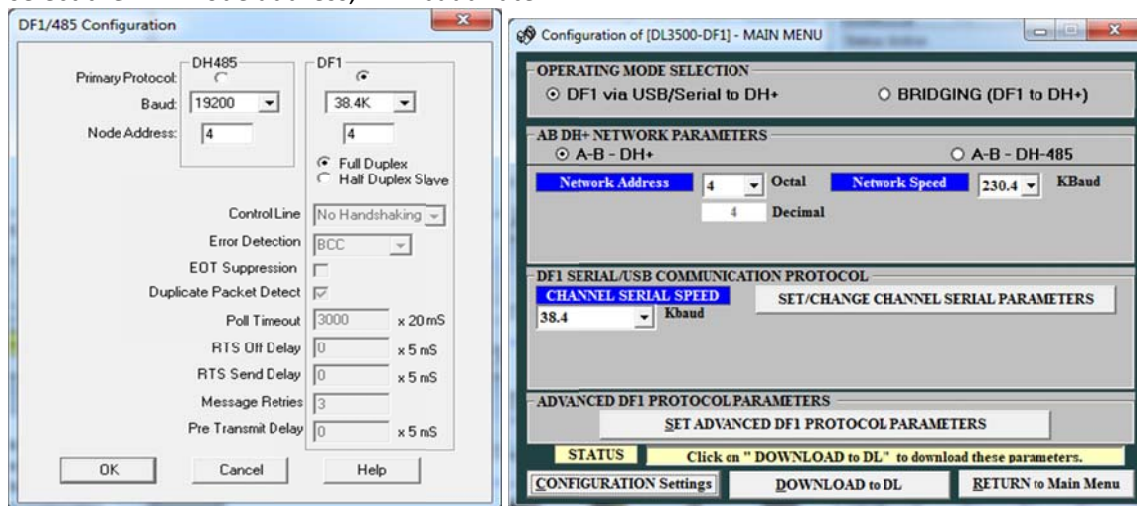 DF1/485 Configuration
DH485
DF1
Primary Protocol:
Baud: 19200 38.4K
Node Address: 4 4
Full Duplex
Half Duplex Slave
Control Line No Handshaking
Error Detection BCC
EOT Suppression
Duplicate Packet Detect
Poll Timeout 3000 x 20 mS
RTS Off Delay 0 x 5 mS
RTS Send Delay 0 x 5 mS
Message Retries 3
Pre Transmit Delay 0 x 5 mS
OK Cancel Help
Configuration of [DL3500-DF1] - MAIN MENU
OPERATING MODE SELECTION
DF1 via USB/Serial to DH+ BRIDGING (DF1 to DH+)
AB DH+ NETWORK PARAMETERS
A-B - DH+ A-B - DH-485
Network Address 4 Octal Network Speed 230.4 KBaud
4 Decimal
DF1 SERIAL/USB COMMUNICATION PROTOCOL
CHANNEL SERIAL SPEED SET/CHANGE CHANNEL SERIAL PARAMETERS
38.4 Kbaud
ADVANCED DF1 PROTOCOL PARAMETERS
SET ADVANCED DF1 PROTOCOL PARAMETERS
STATUS Click on " DOWNLOAD to DL" to download these parameters.
CONFIGURATION Settings DOWNLOAD to DL RETURN to Main Menu